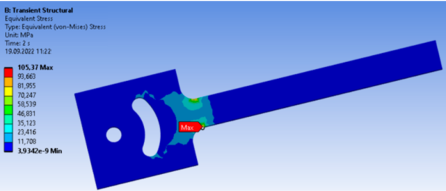 B: Transient Structural
Equivalent Stress
Type: Equivalent (von-Mises) Stress
Unit: MPa
Time: 2 s
19.09.2022 11:22
105,37 Max
93,663
81,955
70,247
58,539
46,831
35,123
23,416
11,708
3,9342e-9 Min
Max